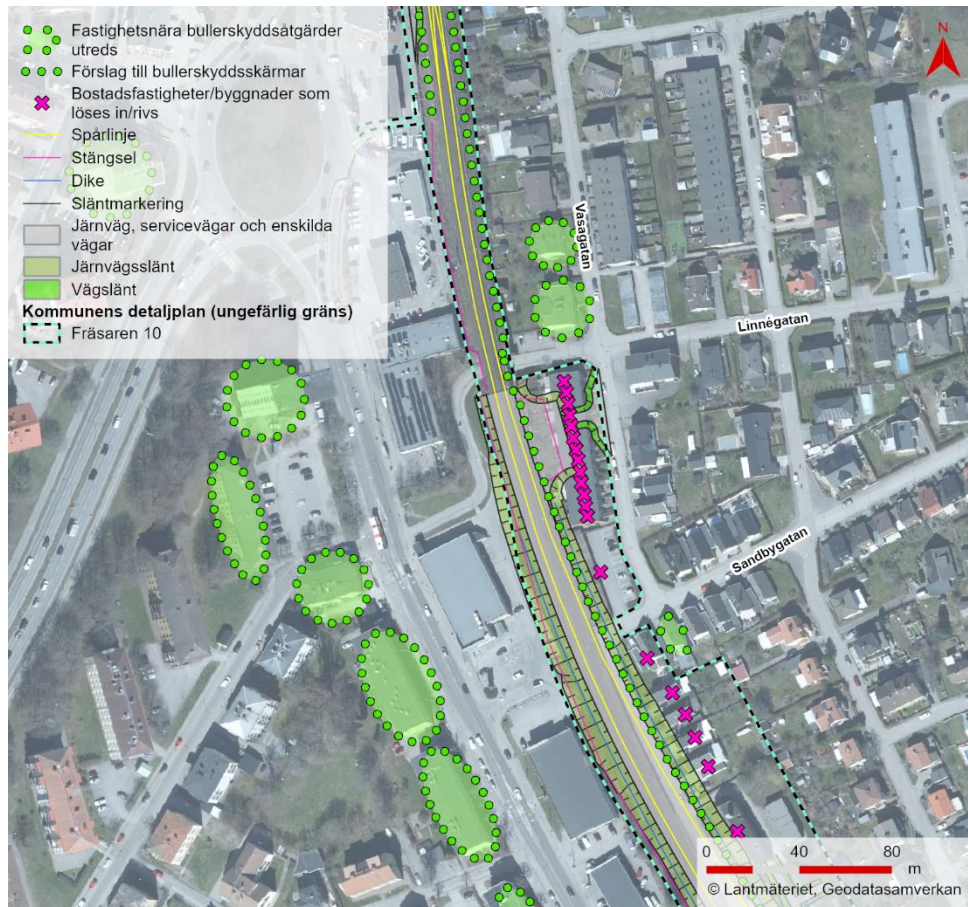 Fastighetsnära bullerskyddsåtgärder
utreds
Förslag till bullerskyddsskärmar
Bostadsfastigheter/byggnader som
löses in/rivs
Spårlinje
Stängsel
Dike
Släntmarkering
Järnväg, servicevägar och enskilda
vägar
Järnvägsslänt
Vägslänt
Kommunens detaljplan (ungefärlig gräns)
Fräsaren 10
N
Vasagatan
Linnégatan
Sandbygatan
0 40 80
m
© Lantmäteriet, Geodatasamverkan